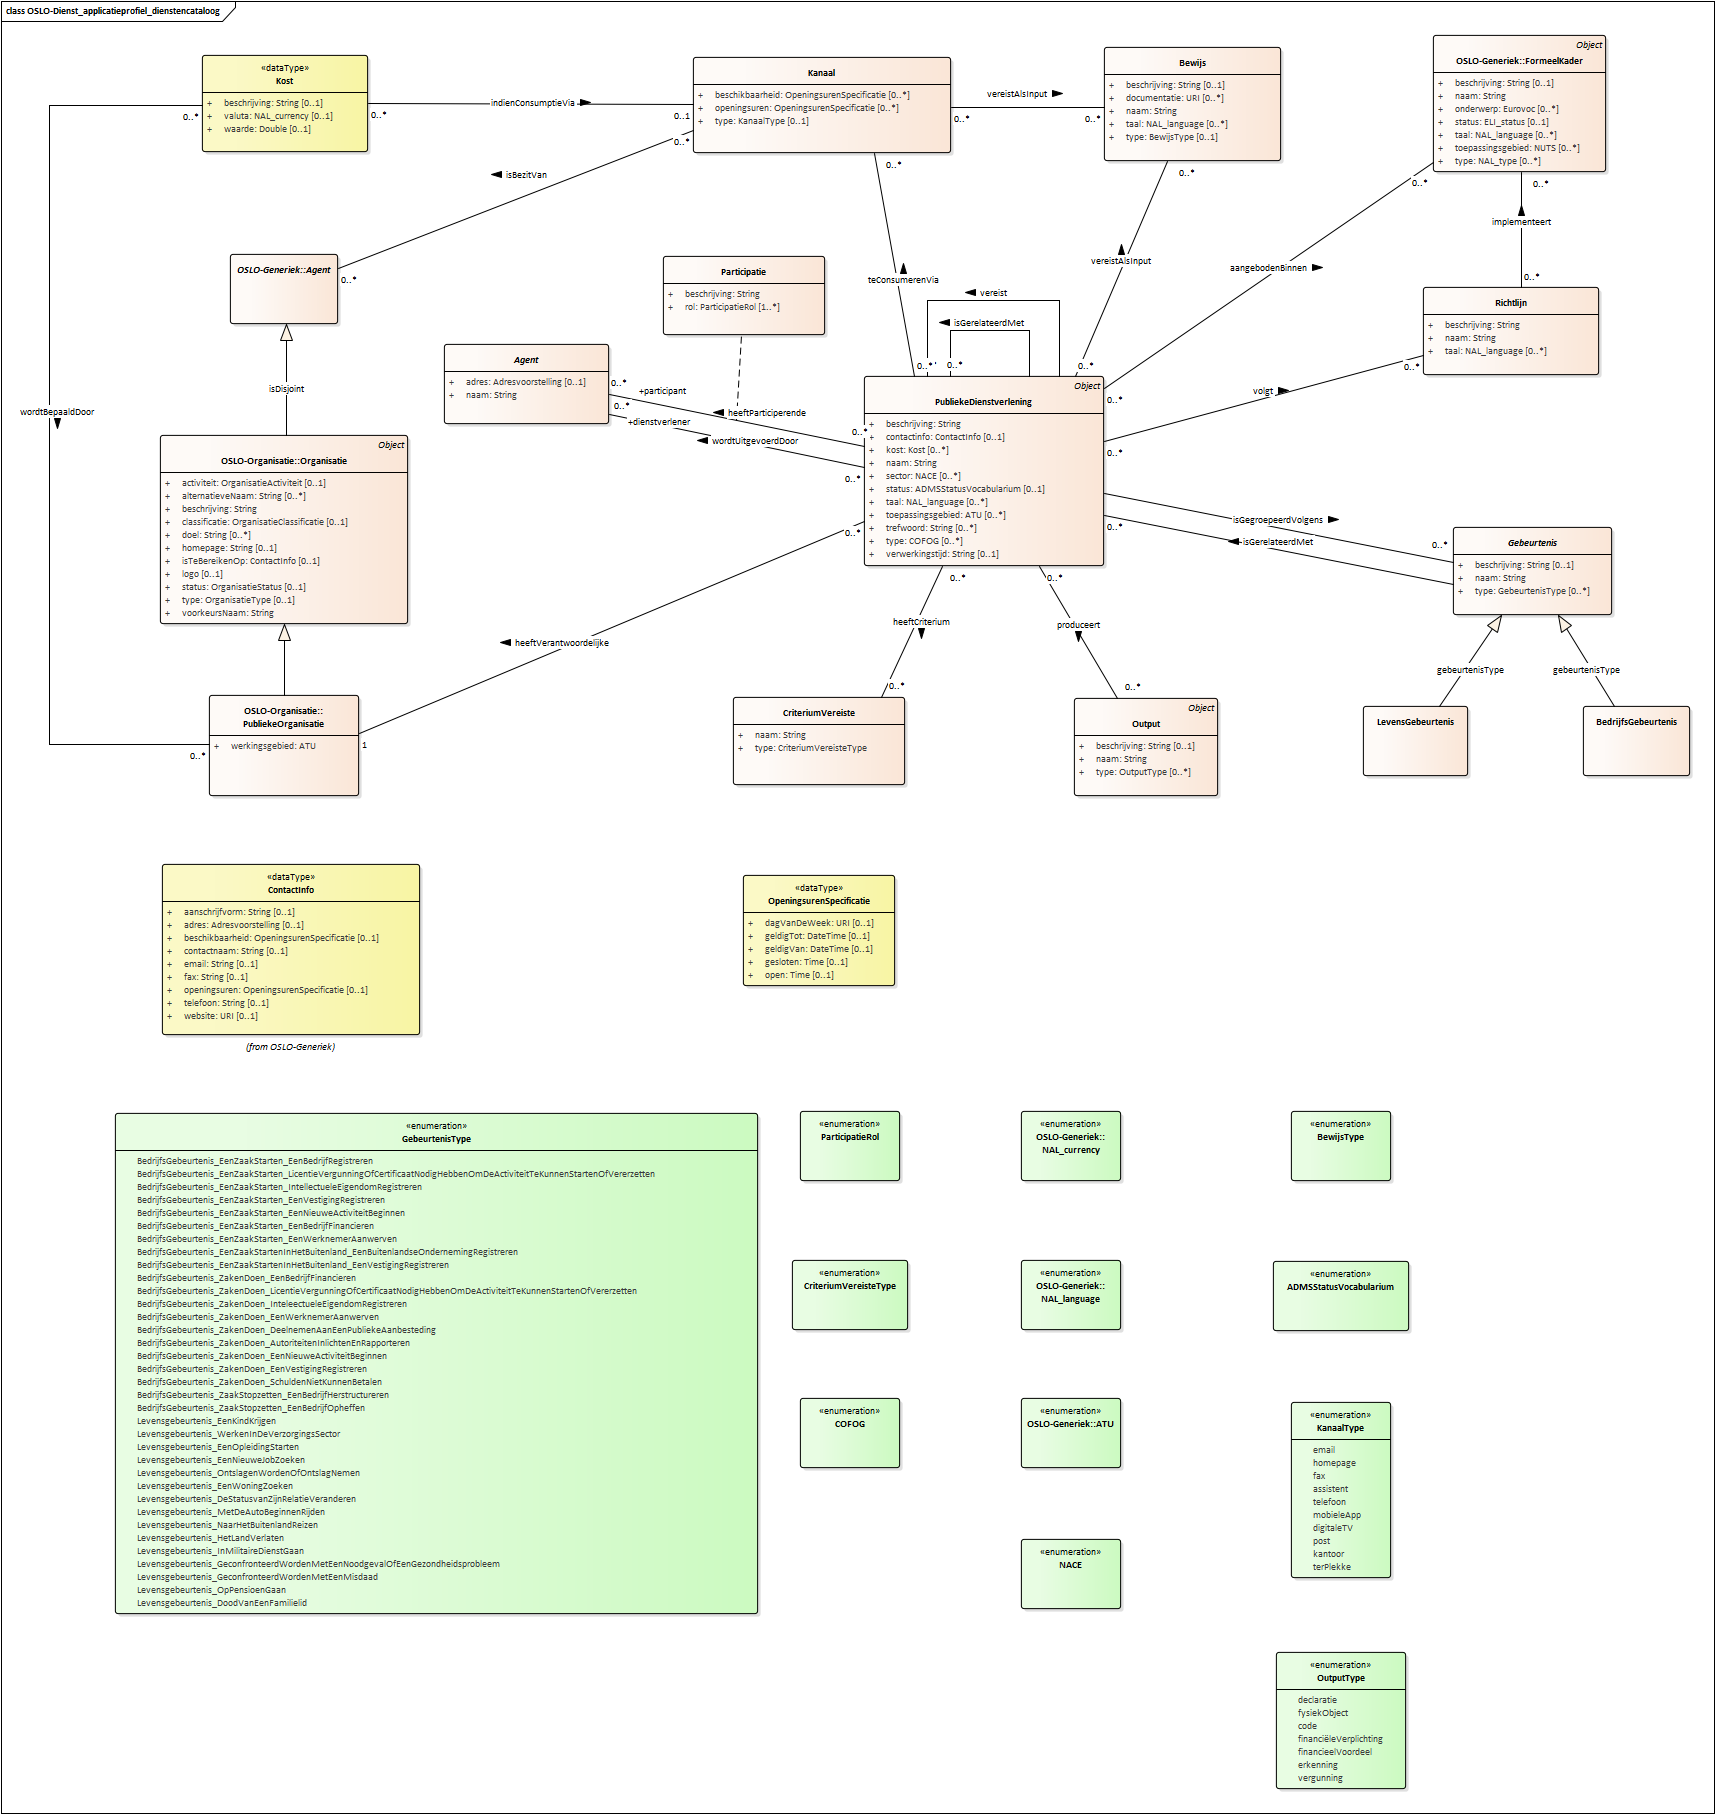 class OSLO-Dienst_applicatieprofiel_dienstencataloog
«dataType»
Kost
+ beschrijving: String [0..1]
+ valuta: NAL_currency [0..1]
+ waarde: Double [0..1]
0..*
0..*
indienConsumptieVia
0..1
0..*
Kanaal
+ beschikbaarheid: OpeningsurenSpecificatie [0..*]
+ openingsuren: OpeningsurenSpecificatie [0..*]
+ type: KanaalType [0..1]
0..*
vereistAlsInput
0..*
0..*
Bewijs
+ beschrijving: String [0..1]
+ documentatie: URI [0..*]
+ naam: String
+ taal: NAL_language [0..*]
+ type: BewijsType [0..1]
0..*
Object
OSLO-Generiek::FormeelKader
+ beschrijving: String [0..1]
+ naam: String
+ onderwerp: Eurovoc [0..*]
+ status: ELI_status [0..1]
+ taal: NAL_language [0..*]
+ toepassingsgebied: NUTS [0..*]
+ type: NAL_type [0..*]
0..*
0..*
implementeert
0..*
isBezitVan
OSLO-Generiek::Agent
0..*
Participatie
+ beschrijving: String
+ rol: ParticipatieRol [1..*]
teConsumerenVia
vereistAlsInput
aangebodenBinnen
vereist
isGerelateerdMet
Richtlijn
+ beschrijving: String
+ naam: String
+ taal: NAL_language [0..*]
0..*
volgt
Agent
+ adres: Adresvoorstelling [0..1]
+ naam: String
0..*
+participant
0..*
+dienstverlener
heeftParticiperende
wordtUitgevoerdDoor
0..*
0..*
0..*
0..*
0..*
isDisjoint
wordtBepaaldDoor
Object
PubliekeDienstverlening
+ beschrijving: String
+ contactinfo: ContactInfo [0..1]
+ kost: Kost [0..*]
+ naam: String
+ sector: NACE [0..*]
+ status: ADMSStatusVocabularium [0..1]
+ taal: NAL_language [0..*]
+ toepassingsgebied: ATU [0..*]
+ trefwoord: String [0..*]
+ type: COFOG [0..*]
+ verwerkingstijd: String [0..1]
0..*
0..*
0..*
0..*
0..*
0..*
Object
OSLO-Organisatie::Organisatie
+ activiteit: OrganisatieActiviteit [0..1]
+ alternatieveNaam: String [0..*]
+ beschrijving: String
+ classificatie: OrganisatieClassificatie [0..1]
+ doel: String [0..*]
+ homepage: String [0..1]
+ isTeBereikenOp: ContactInfo [0..1]
+ logo [0..1]
+ status: OrganisatieStatus [0..1]
+ type: OrganisatieType [0..1]
+ voorkeursNaam: String
isGegroepeerdVolgens
isGerelateerdMet
0..*
Gebeurtenis
+ beschrijving: String [0..1]
+ naam: String
+ type: GebeurtenisType [0..*]
heeftVerantwoordelijke
heeftCriterium
produceert
gebeurtenisType
gebeurtenisType
OSLO-Organisatie::
PubliekeOrganisatie
+ werkingsgebied: ATU
0..*
1
0..*
CriteriumVereiste
+ naam: String
+ type: CriteriumVereisteType
0..*
Object
Output
+ beschrijving: String [0..1]
+ naam: String
+ type: OutputType [0..*]
LevensGebeurtenis
BedrijfsGebeurtenis
«dataType»
ContactInfo
+ aanschrijfvorm: String [0..1]
+ adres: Adresvoorstelling [0..1]
+ beschikbaarheid: OpeningsurenSpecificatie [0..1]
+ contactnaam: String [0..1]
+ email: String [0..1]
+ fax: String [0..1]
+ openingsuren: OpeningsurenSpecificatie [0..1]
+ telefoon: String [0..1]
+ website: URI [0..1]
(from OSLO-Generiek)
«dataType»
OpeningsurenSpecificatie
+ dagVanDeWeek: URI [0..1]
+ geldigTot: DateTime [0..1]
+ geldigVan: DateTime [0..1]
+ gesloten: Time [0..1]
+ open: Time [0..1]
«enumeration»
GebeurtenisType
BedrijfsGebeurtenis_EenZaakStarten_EenBedrijfRegistreren
BedrijfsGebeurtenis_EenZaakStarten_LicentieVergunningOfCertificaatNodigHebbenOmDeActiviteitTeKunnenStartenOfVererzetten
BedrijfsGebeurtenis_EenZaakStarten_IntellectueleEigendomRegistreren
BedrijfsGebeurtenis_EenZaakStarten_EenVestigingRegistreren
BedrijfsGebeurtenis_EenZaakStarten_EenNieuweActiviteitBeginnen
BedrijfsGebeurtenis_EenZaakStarten_EenBedrijfFinancieren
BedrijfsGebeurtenis_EenZaakStarten_EenWerknemerAanwerven
BedrijfsGebeurtenis_EenZaakStartenInHetBuitenland_EenBuitenlandseOndernemingRegistreren
BedrijfsGebeurtenis_EenZaakStartenInHetBuitenland_EenVestigingRegistreren
BedrijfsGebeurtenis_ZakenDoen_EenBedrijfFinancieren
BedrijfsGebeurtenis_ZakenDoen_LicentieVergunningOfCertificaatNodigHebbenOmDeActiviteitTeKunnenStartenOfVererzetten
BedrijfsGebeurtenis_ZakenDoen_InteleectueleEigendomRegistreren
BedrijfsGebeurtenis_ZakenDoen_EenWerknemerAanwerven
BedrijfsGebeurtenis_ZakenDoen_DeelnemenAanEenPubliekeAanbesteding
BedrijfsGebeurtenis_ZakenDoen_AutoriteitenInlichtenEnRapporteren
BedrijfsGebeurtenis_ZakenDoen_EenNieuweActiviteitBeginnen
BedrijfsGebeurtenis_ZakenDoen_EenVestigingRegistreren
BedrijfsGebeurtenis_ZakenDoen_SchuldenNietKunnenBetalen
BedrijfsGebeurtenis_ZaakStopzetten_EenBedrijfHerstructureren
BedrijfsGebeurtenis_ZaakStopzetten_EenBedrijfOpheffen
Levensgebeurtenis_EenKindKrijgen
Levensgebeurtenis_WerkenInDeVerzorgingsSector
Levensgebeurtenis_EenOpleidingStarten
Levensgebeurtenis_EenNieuweJobZoeken
Levensgebeurtenis_OntslagenWordenOfOntslagNemen
Levensgebeurtenis_EenWoningZoeken
Levensgebeurtenis_DeStatusvanZijnRelatieVeranderen
Levensgebeurtenis_MetDeAutoBeginnenRijden
Levensgebeurtenis_NaarHetBuitenlandReizen
Levensgebeurtenis_HetLandVerlaten
Levensgebeurtenis_InMilitaireDienstGaan
Levensgebeurtenis_GeconfronteerdWordenMetEenNoodgevalOfEenGezondheidsprobleem
Levensgebeurtenis_GeconfronteerdWordenMetEenMisdaad
Levensgebeurtenis_OpPensioenGaan
Levensgebeurtenis_DoodVanEenFamilielid
«enumeration»
ParticipatieRol
«enumeration»
OSLO-Generiek::
NAL_currency
«enumeration»
BewijsType
«enumeration»
CriteriumVereisteType
«enumeration»
OSLO-Generiek::
NAL_language
«enumeration»
ADMSStatusVocabularium
«enumeration»
COFOG
«enumeration»
OSLO-Generiek::ATU
«enumeration»
KanaalType
email
homepage
fax
assistent
telefoon
mobieleApp
digitaleTV
post
kantoor
terPlekke
«enumeration»
NACE
«enumeration»
OutputType
declaratie
fysiekObject
code
financiëleVerplichting
financieelVoordeel
erkenning
vergunning